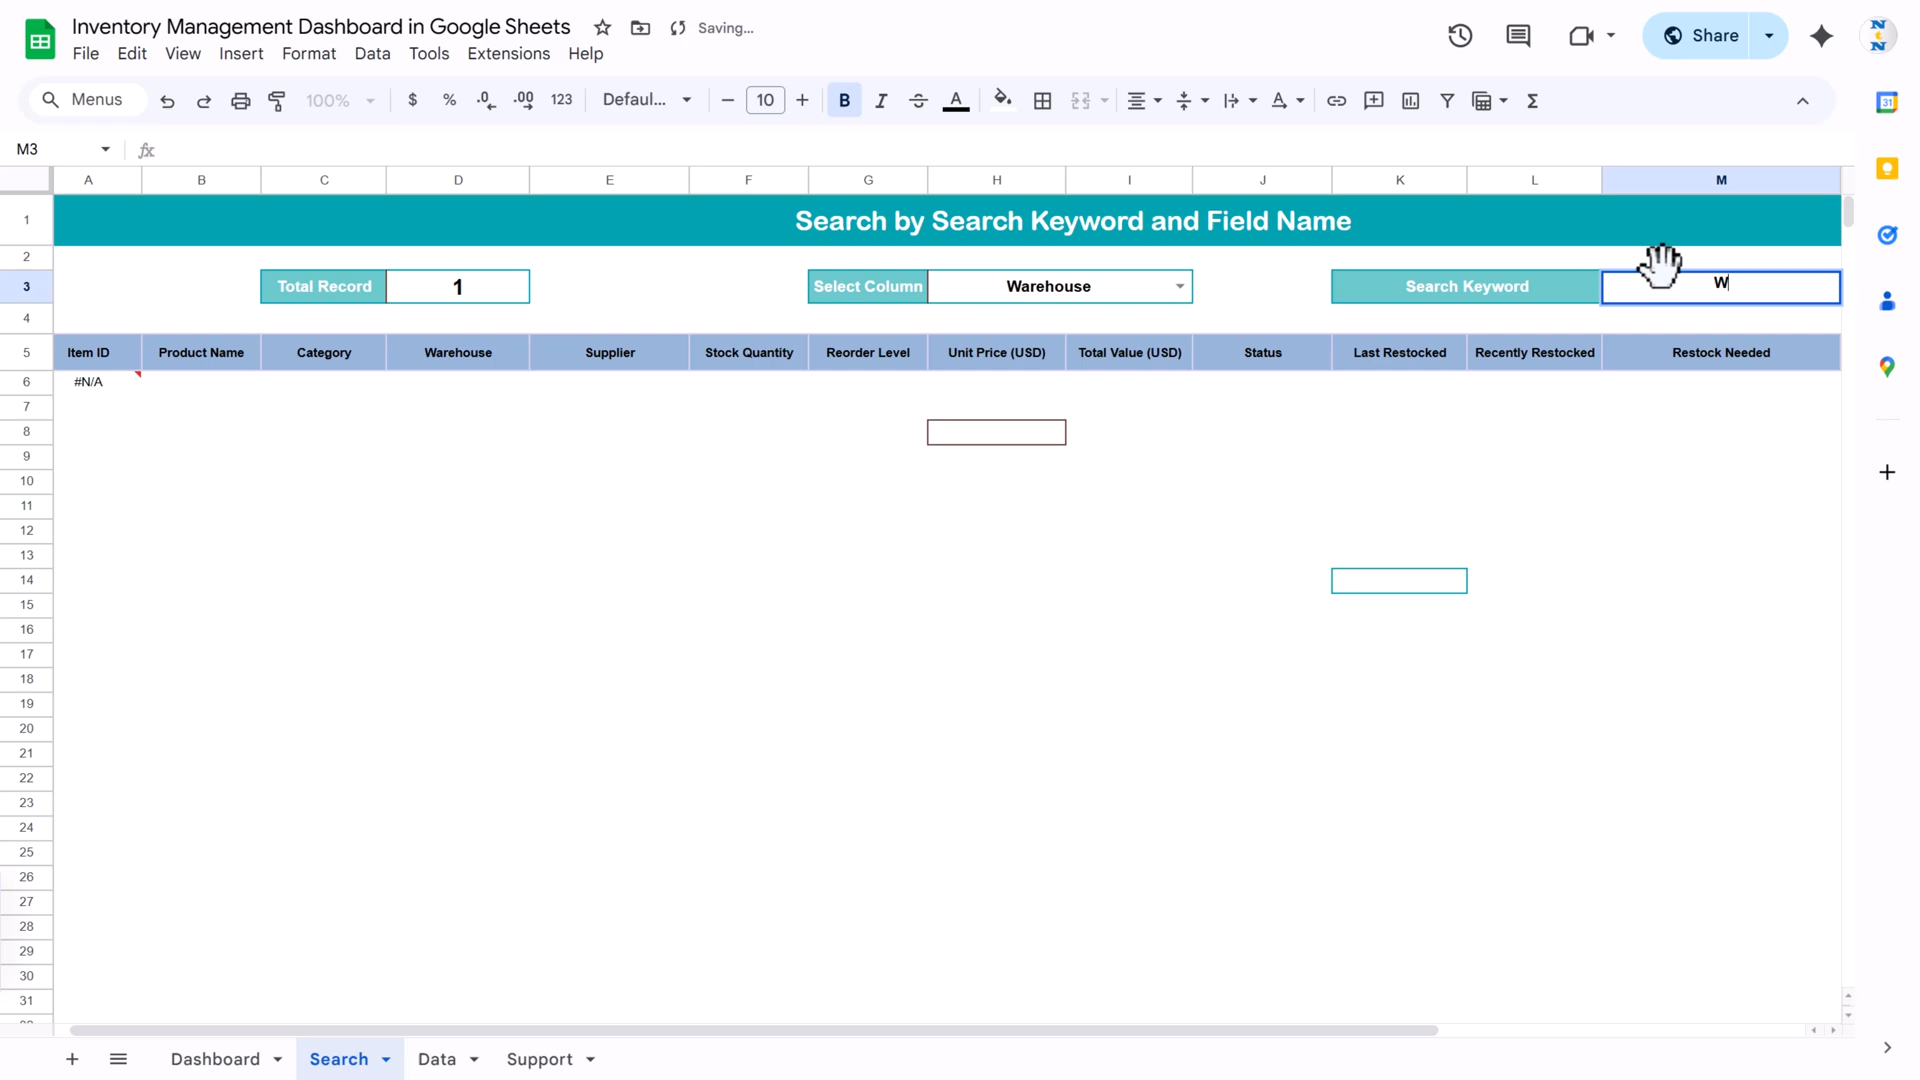 Inventory Management Dashboard in Google Sheets Saving...
File Edit View Insert Format Data Tools Extensions Help
Share
Menus 100% $ % .0 .00 123 Defaul... 10 B I A
31
M3 fx
A B C D E F G H I J K L M
1 Search by Search Keyword and Field Name
2
3 Total Record 1 Select Column Warehouse Search Keyword W
4
5 Item ID Product Name Category Warehouse Supplier Stock Quantity Reorder Level Unit Price (USD) Total Value (USD) Status Last Restocked Recently Restocked Restock Needed
6 #N/A
7
8
9
10
11
12
13
14
15
16
17
18
19
20
21
22
23
24
25
26
27
28
29
30
31
Dashboard Search Data Support